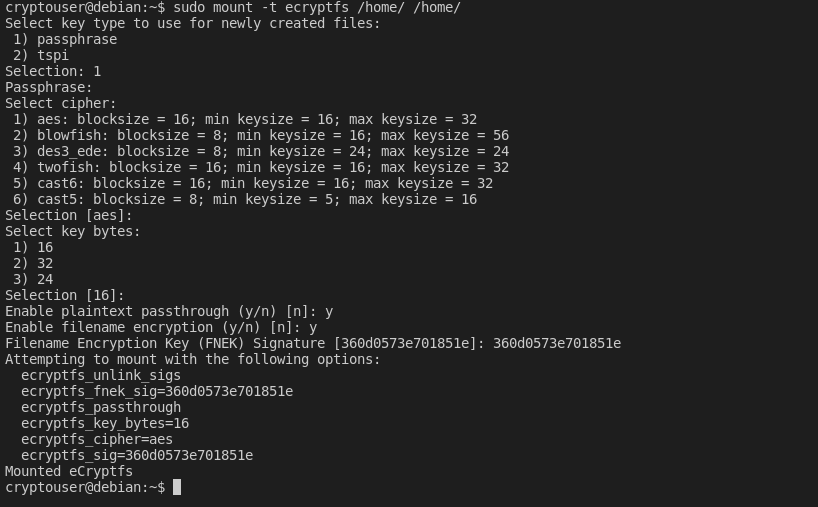 cryptouser@debian:~$ sudo mount -t ecryptfs /home/ /home/
Select key type to use for newly created files:
 1) passphrase
 2) tspi
Selection: 1
Passphrase:
Select cipher:
 1) aes: blocksize = 16; min keysize = 16; max keysize = 32
 2) blowfish: blocksize = 8; min keysize = 16; max keysize = 56
 3) des3_ede: blocksize = 8; min keysize = 24; max keysize = 24
 4) twofish: blocksize = 16; min keysize = 16; max keysize = 32
 5) cast6: blocksize = 16; min keysize = 16; max keysize = 32
 6) cast5: blocksize = 8; min keysize = 5; max keysize = 16
Selection [aes]:
Select key bytes:
 1) 16
 2) 32
 3) 24
Selection [16]:
Enable plaintext passthrough (y/n) [n]: y
Enable filename encryption (y/n) [n]: y
Filename Encryption Key (FNEK) Signature [360d0573e701851e]: 360d0573e701851e
Attempting to mount with the following options:
  ecryptfs_unlink_sigs
  ecryptfs_fnek_sig=360d0573e701851e
  ecryptfs_passthrough
  ecryptfs_key_bytes=16
  ecryptfs_cipher=aes
  ecryptfs_sig=360d0573e701851e
Mounted eCryptfs
cryptouser@debian:~$